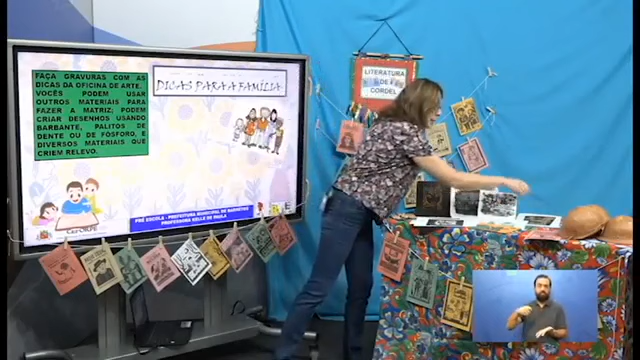 FAÇA GRAVURAS COM AS
DICAS DA OFICINA DE ARTE.
VOCÊS PODEM USAR
OUTROS MATERIAIS PARA
FAZER A MATRIZ; PODEM
CRIAR DESENHOS USANDO
BARBANTE, PALITOS DE
DENTE OU DE FÓSFORO, E
DIVERSOS MATERIAIS QUE
CRIEM RELEVO.
DICAS PARA A FAMÍLIA
PRÉ ESCOLA - PREFEITURA MUNICIPAL DE BARRETOS
LITERATURA
DE
CORDEL